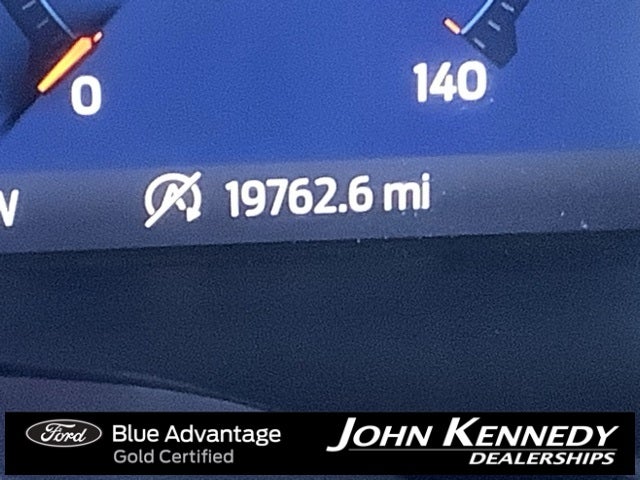 0
140
19762.6 mi
Ford
Blue Advantage
Gold Certified
JOHN KENNEDY
DEALERSHIPS